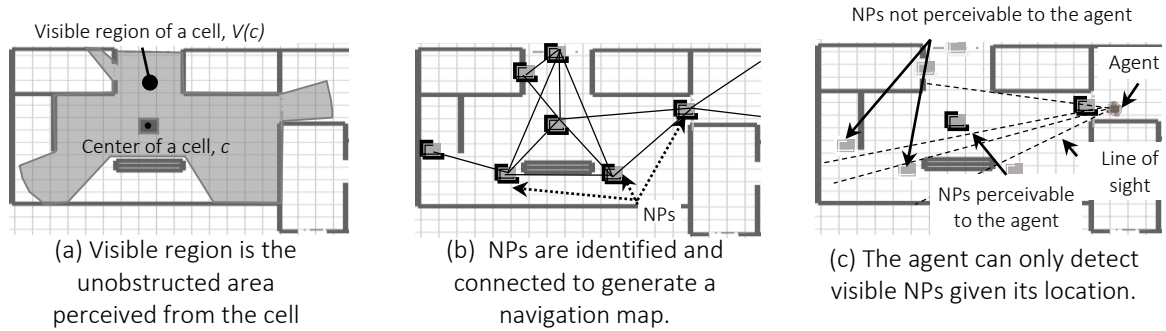 Visible region of a cell, V(c)
Center of a cell, c
(a) Visible region is the
unobstructed area
perceived from the cell
NPs
(b) NPs are identified and
connected to generate a
navigation map.
NPs not perceivable to the agent
Agent
Line of
sight
NPs perceivable
to the agent
(c) The agent can only detect
visible NPs given its location.